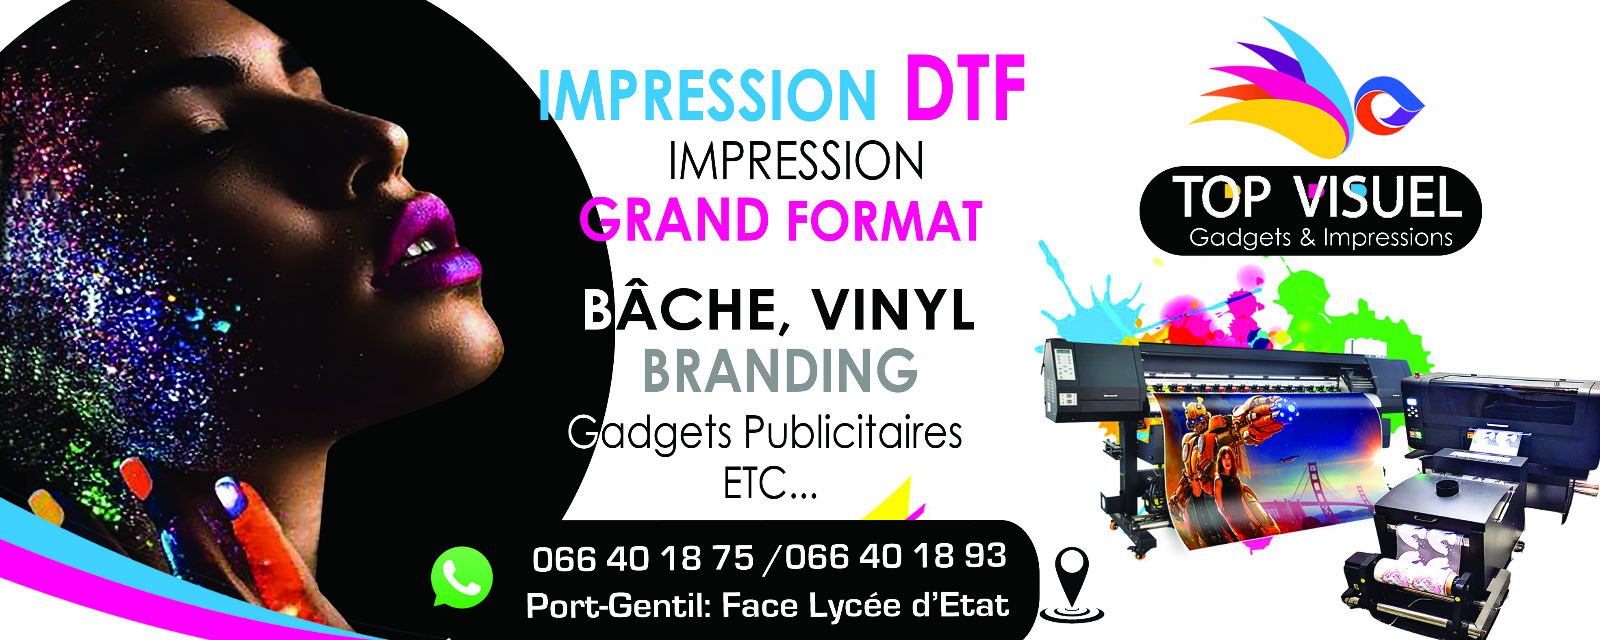 IMPRESSION DTF
IMPRESSION
GRAND FORMAT
BÂCHE, VINYL
BRANDING
Gadgets Publicitaires
ETC...
066 40 18 75 / 066 40 18 93
Port-Gentil: Face Lycée d'Etat
TOP VISUEL
Gadgets & Impressions